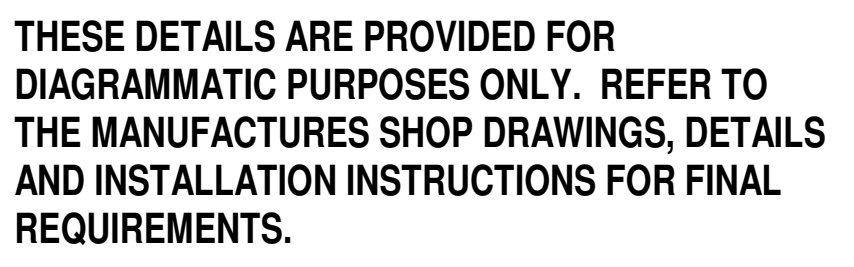 THESE DETAILS ARE PROVIDED FOR
DIAGRAMMATIC PURPOSES ONLY.  REFER TO
THE MANUFACTURES SHOP DRAWINGS, DETAILS
AND INSTALLATION INSTRUCTIONS FOR FINAL
REQUIREMENTS.